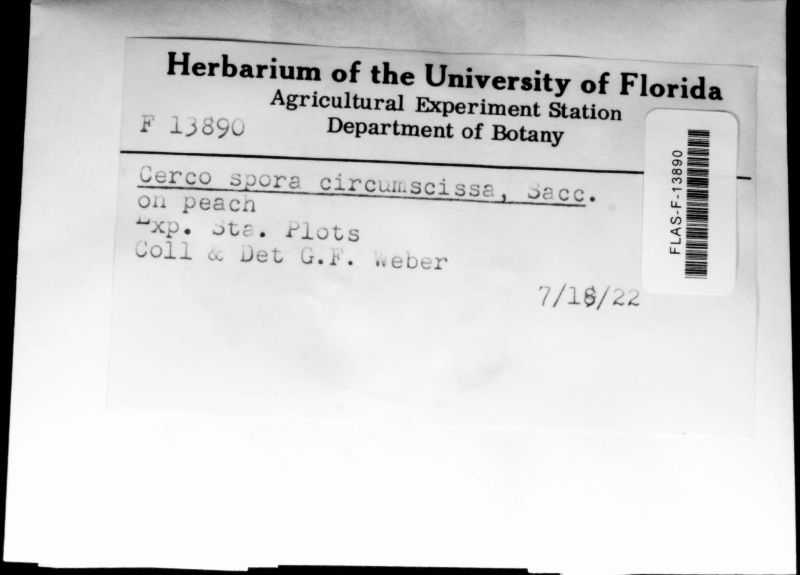 Herbarium of the University of Florida
Agricultural Experiment Station
F 13890
Department of Botany
Cerco spora circumscissa, Sacc.
on peach
Exp. Sta. Plots
Coll & Det G.F. Weber
7/18/22
FLAS-F-13890